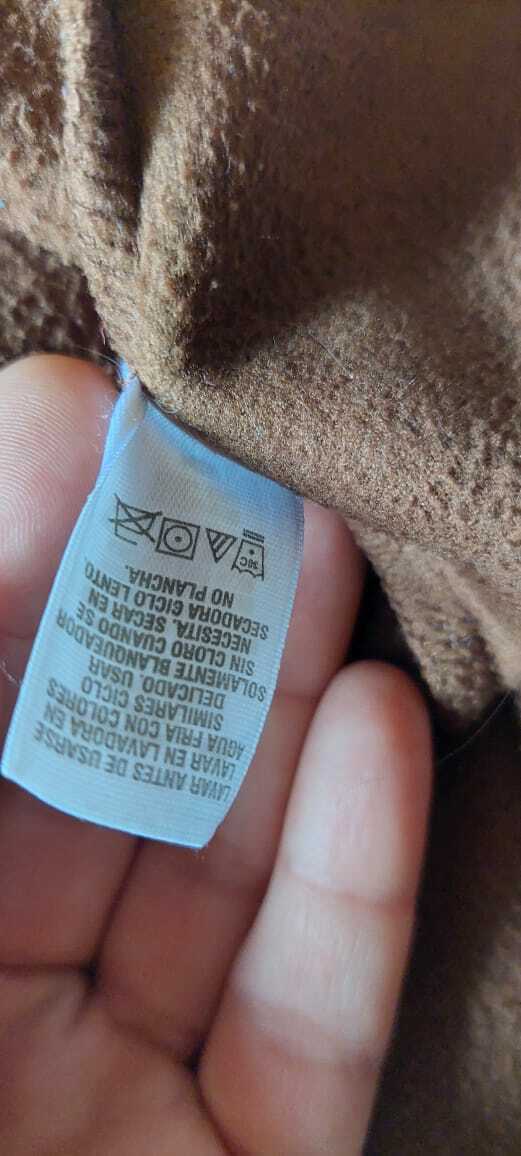 LAVAR ANTES DE USARSE
LAVAR EN LAVADORA EN
AGUA FRIA CON COLORES
SIMILARES CICLO
DELICADO. USAR
SOLAMENTE BLANQUEADOR
SIN CLORO CUANDO SE
NECESITA. SECAR EN
SECADORA CICLO LENTO.
NO PLANCHA.
30C